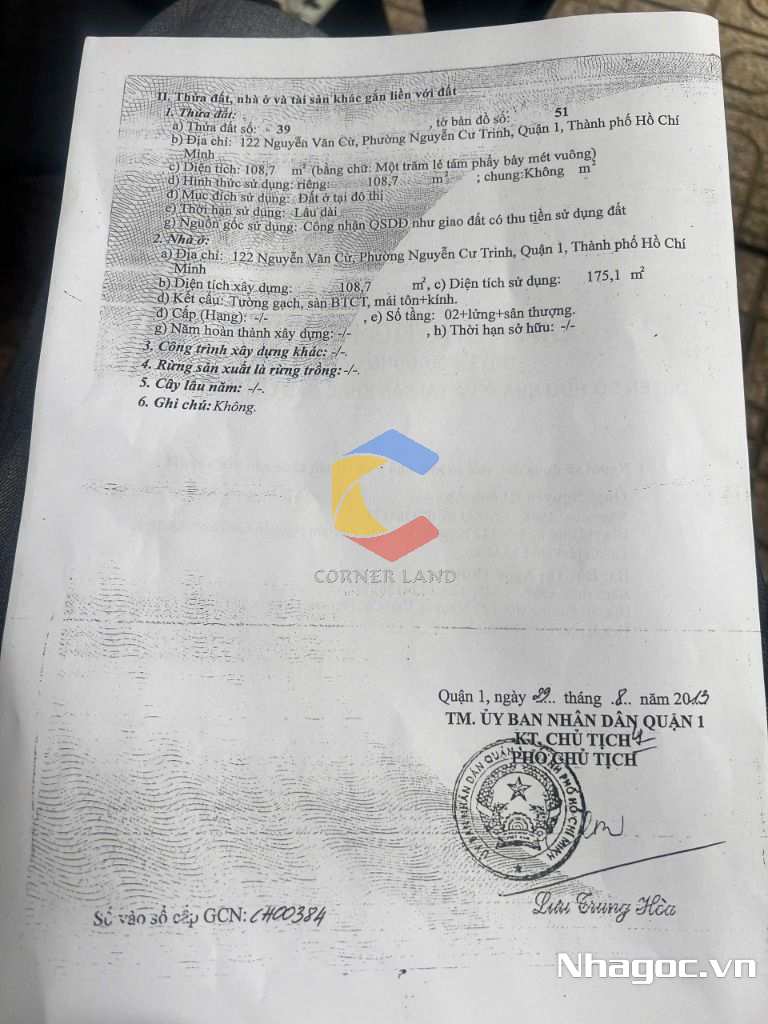 II. Thửa đất, nhà ở và tài sản khác gắn liền với đất
1. Thửa đất:
a) Thửa đất số: 39 , tờ bản đồ số: 51
b) Địa chỉ: 122 Nguyễn Văn Cừ, Phường Nguyễn Cư Trinh, Quận 1, Thành phố Hồ Chí
Minh
c) Diện tích: 108,7 m² (bằng chữ: Một trăm lẻ tám phẩy bảy mét vuông)
d) Hình thức sử dụng: riêng: 108,7 m² ; chung:Không m²
đ) Mục đích sử dụng: Đất ở tại đô thị
e) Thời hạn sử dụng: Lâu dài
g) Nguồn gốc sử dụng: Công nhận QSDĐ như giao đất có thu tiền sử dụng đất
2. Nhà ở:
a) Địa chỉ: 122 Nguyễn Văn Cừ, Phường Nguyễn Cư Trinh, Quận 1, Thành phố Hồ Chí
Minh
b) Diện tích xây dựng: 108,7 m², c) Diện tích sử dụng: 175,1 m²
d) Kết cấu: Tường gạch, sàn BTCT, mái tôn+kính.
đ) Cấp (Hạng): -/- , e) Số tầng: 02+lửng+sân thượng.
g) Năm hoàn thành xây dựng: -/- , h) Thời hạn sở hữu: -/-
3. Công trình xây dựng khác: -/-.
4. Rừng sản xuất là rừng trồng: -/-.
5. Cây lâu năm: -/-.
6. Ghi chú: Không.
CORNER LAND
Quận 1, ngày 29 tháng .8.. năm 2013
TM. ỦY BAN NHÂN DÂN QUẬN 1
KT. CHỦ TỊCH
PHÓ CHỦ TỊCH
ỦY BAN NHÂN DÂN QUẬN 1 THÀNH PHỐ HỒ CHÍ MINH
Lưu Trung Hòa
Số vào sổ cấp GCN: CH00384
Nhagoc.vn